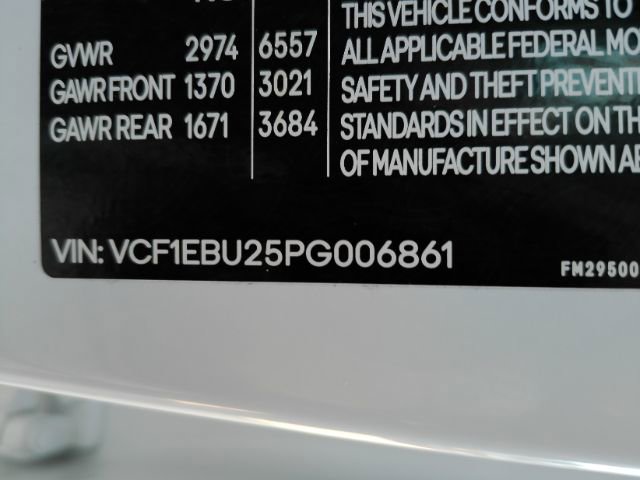 THIS VEHICLE CONFORMS TO
GVWR 2974 6557 ALL APPLICABLE FEDERAL MO
GAWR FRONT 1370 3021 SAFETY AND THEFT PREVENTI
GAWR REAR 1671 3684 STANDARDS IN EFFECT ON TH
OF MANUFACTURE SHOWN AB
VIN: VCF1EBU25PG006861
FM29500